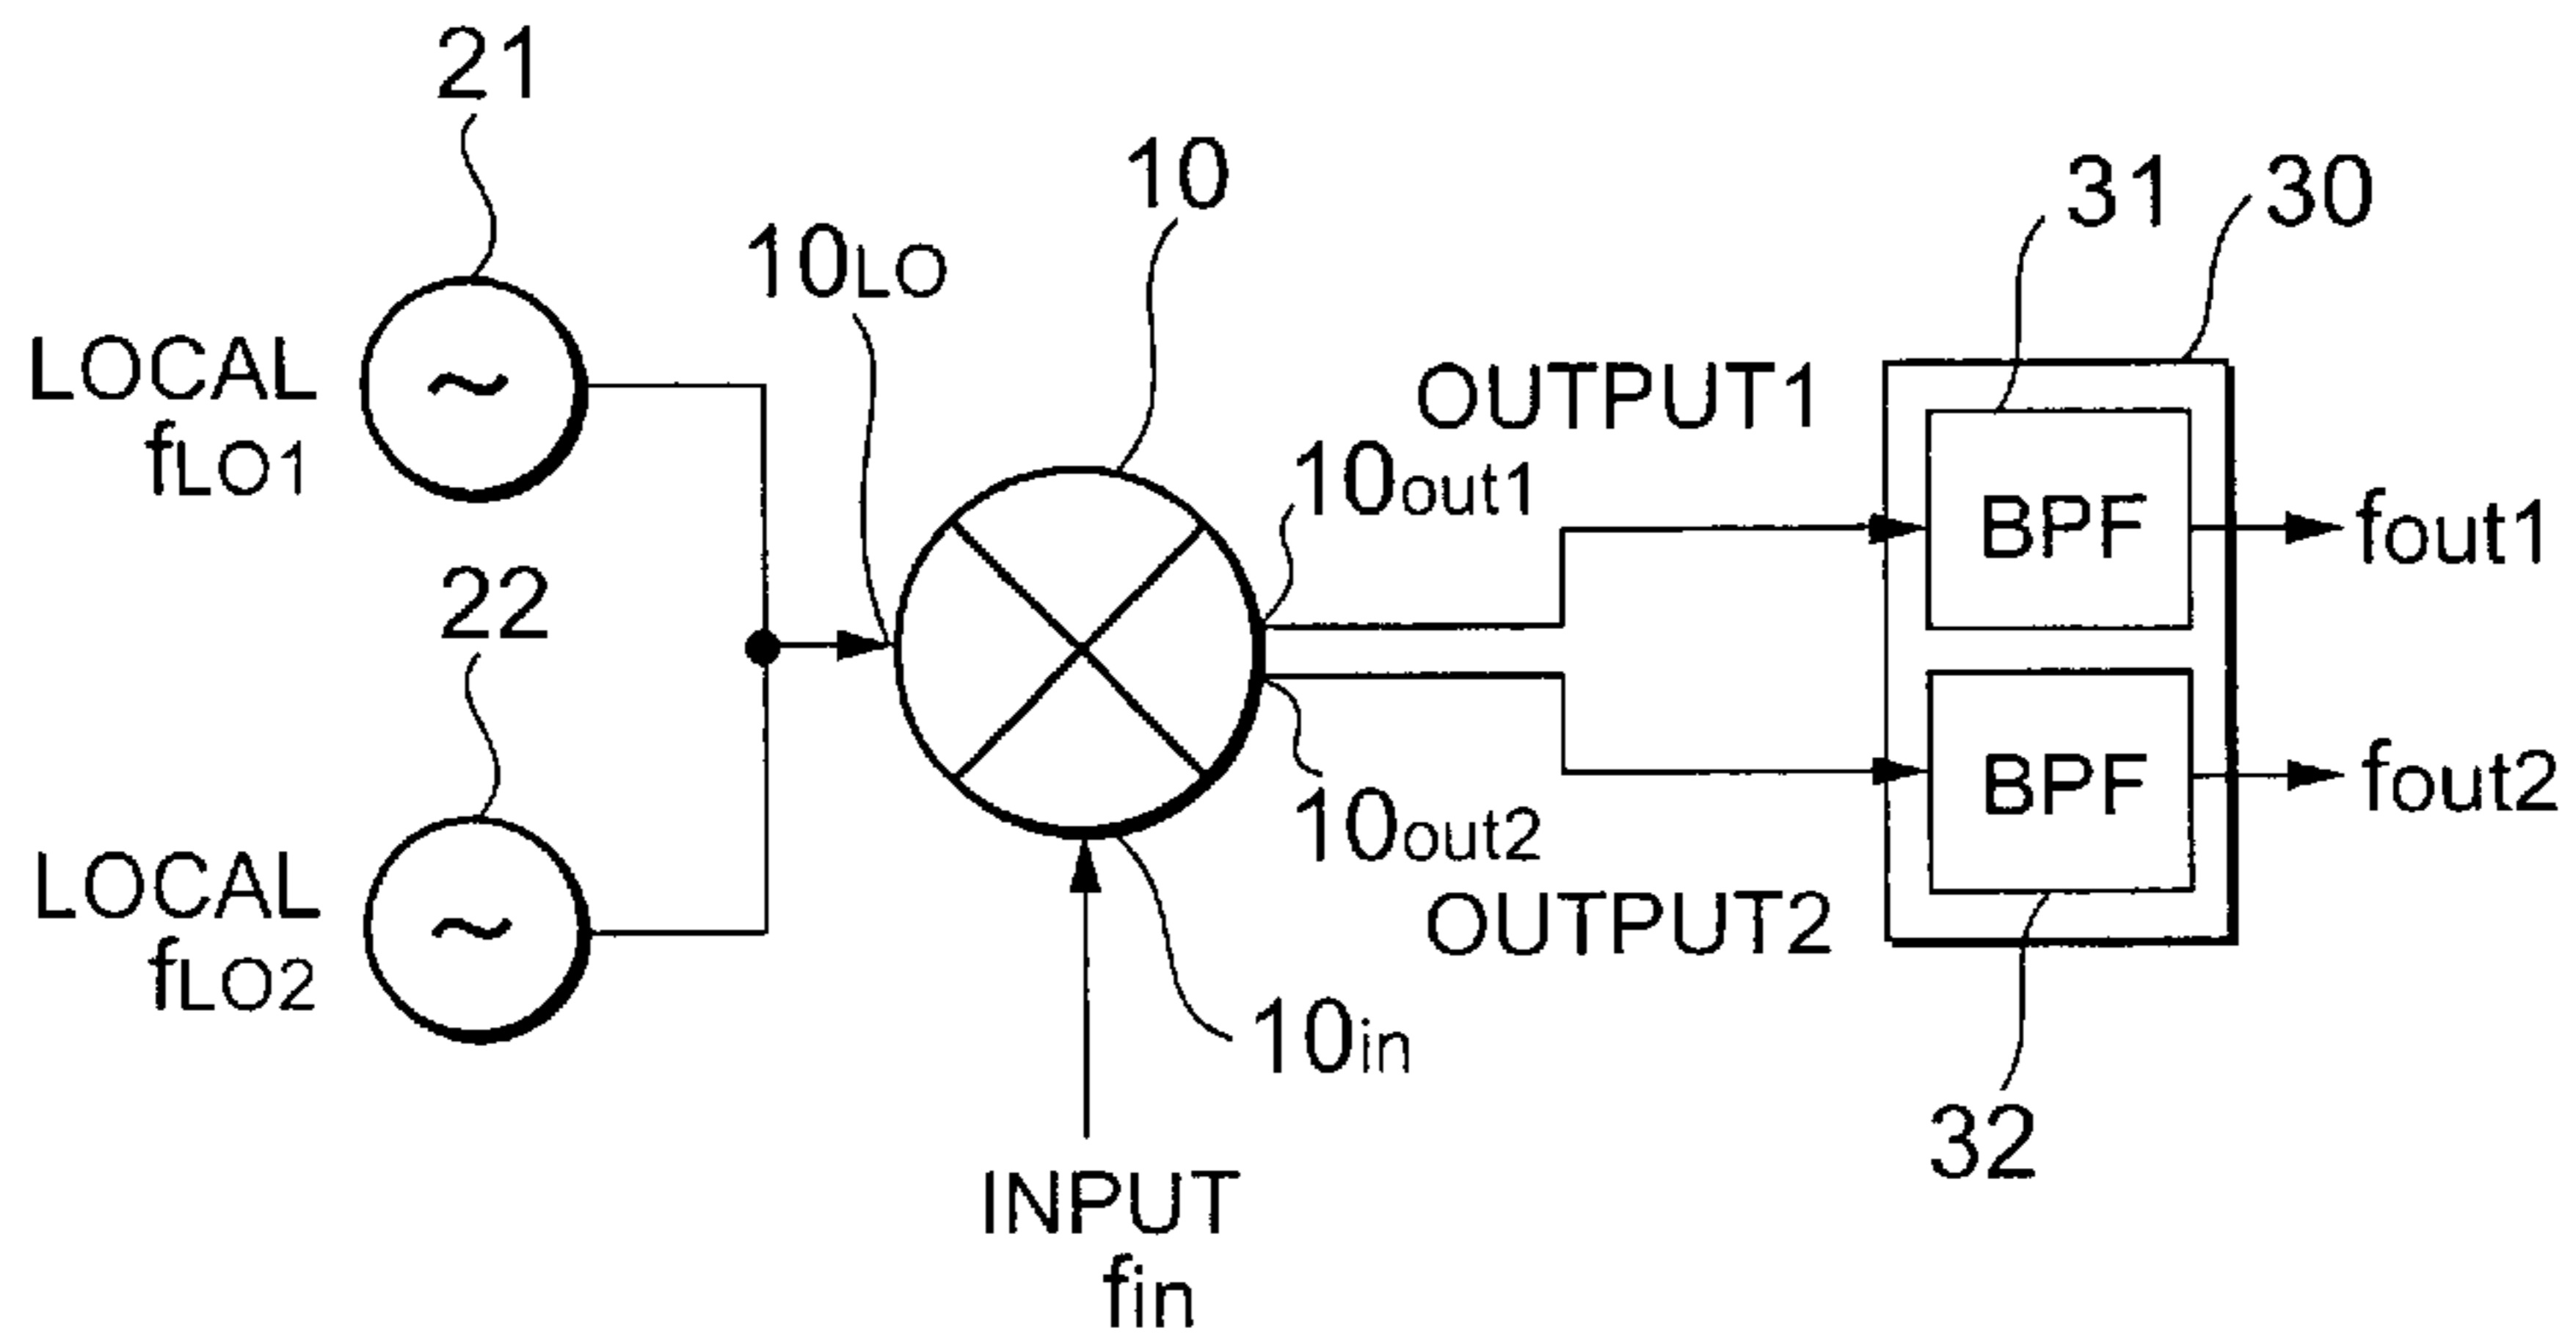 21
10
31
30
10LO
LOCAL
fLO1
OUTPUT1
10out1
BPF
fout1
22
BPF
fout2
10out2
OUTPUT2
LOCAL
fLO2
10in
32
INPUT
fin